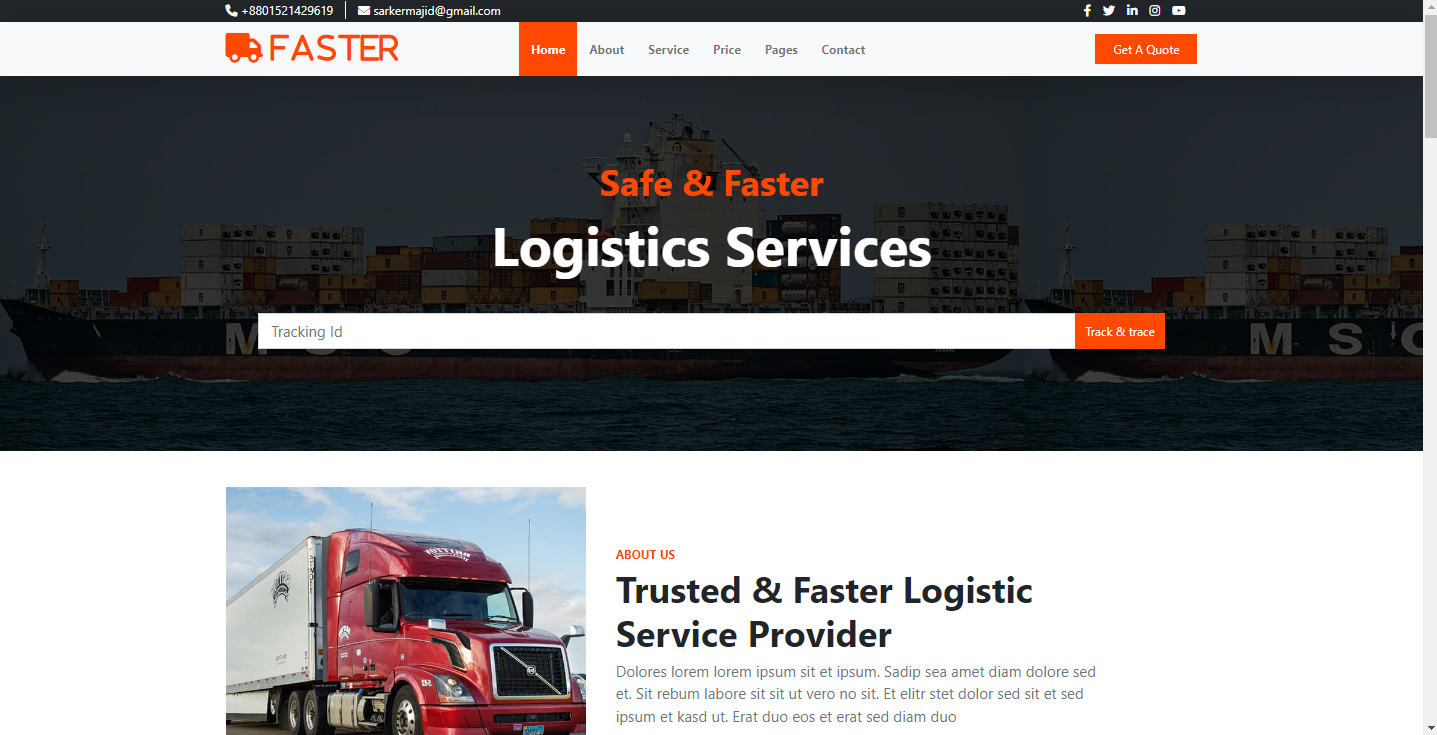 +8801521429619 sarkermajid@gmail.com
FASTER
Home About Service Price Pages Contact
Get A Quote
Safe & Faster
Logistics Services
Tracking Id
Track & trace
M S C
M S C
ABOUT US
Trusted & Faster Logistic
Service Provider
Dolores lorem lorem ipsum sit et ipsum. Sadip sea amet diam dolore sed
et. Sit rebum labore sit sit ut vero no sit. Et elitr stet dolor sed sit et sed
ipsum et kasd ut. Erat duo eos et erat sed diam duo